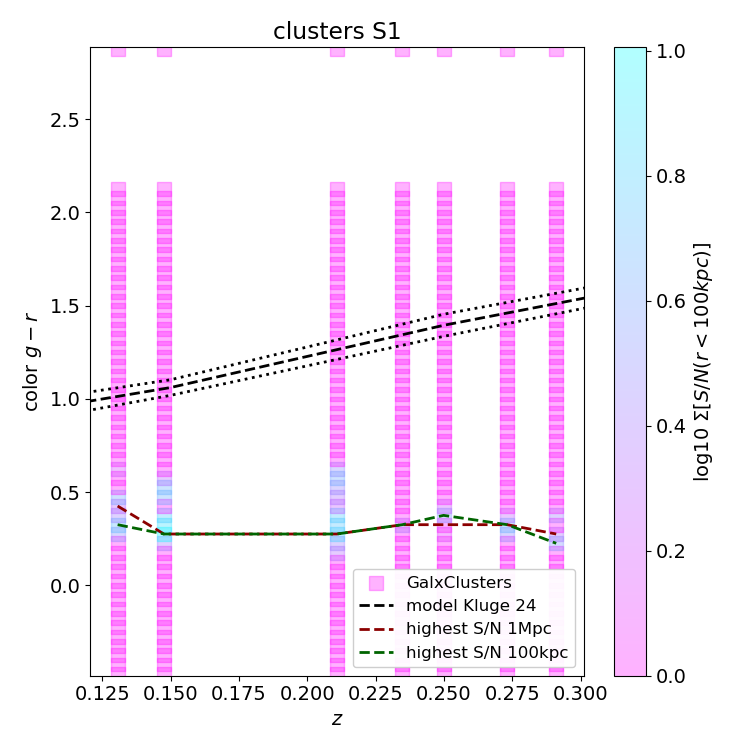 clusters S1
color g − r
2.5
2.0
1.5
1.0
0.5
0.0
GalxClusters
model Kluge 24
highest S/N 1Mpc
highest S/N 100kpc
0.125 0.150 0.175 0.200 0.225 0.250 0.275 0.300
z
1.0
0.8
0.6
0.4
0.2
0.0
log10 Σ[S/N(r < 100kpc)]